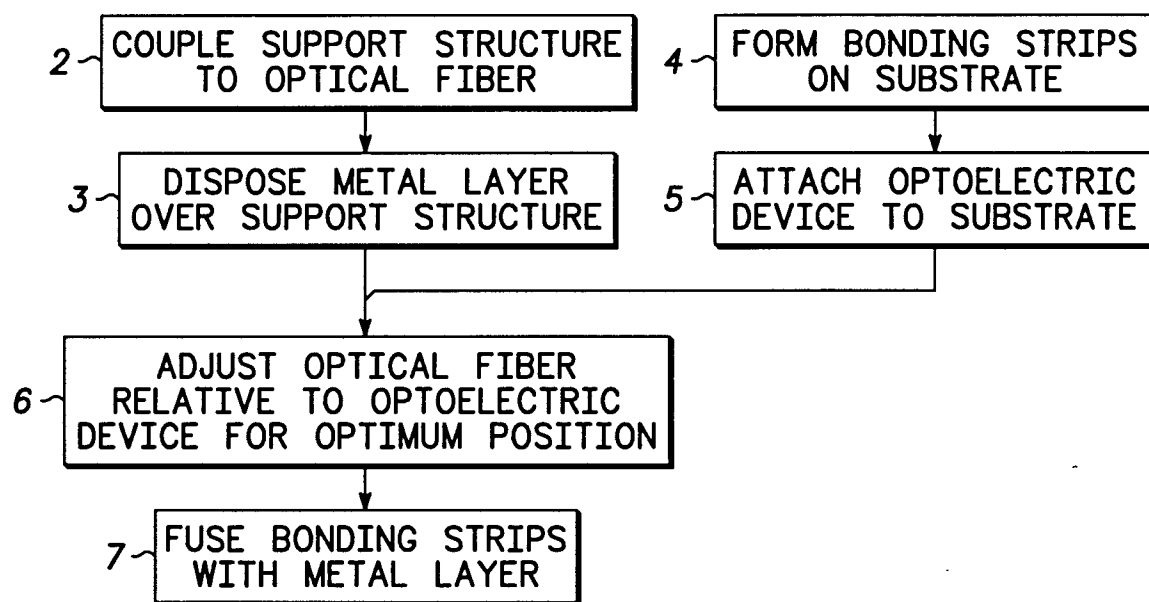 2
COUPLE SUPPORT STRUCTURE
TO OPTICAL FIBER
4
FORM BONDING STRIPS
ON SUBSTRATE
3
DISPOSE METAL LAYER
OVER SUPPORT STRUCTURE
5
ATTACH OPTOELECTRIC
DEVICE TO SUBSTRATE
6
ADJUST OPTICAL FIBER
RELATIVE TO OPTOELECTRIC
DEVICE FOR OPTIMUM POSITION
7
FUSE BONDING STRIPS
WITH METAL LAYER